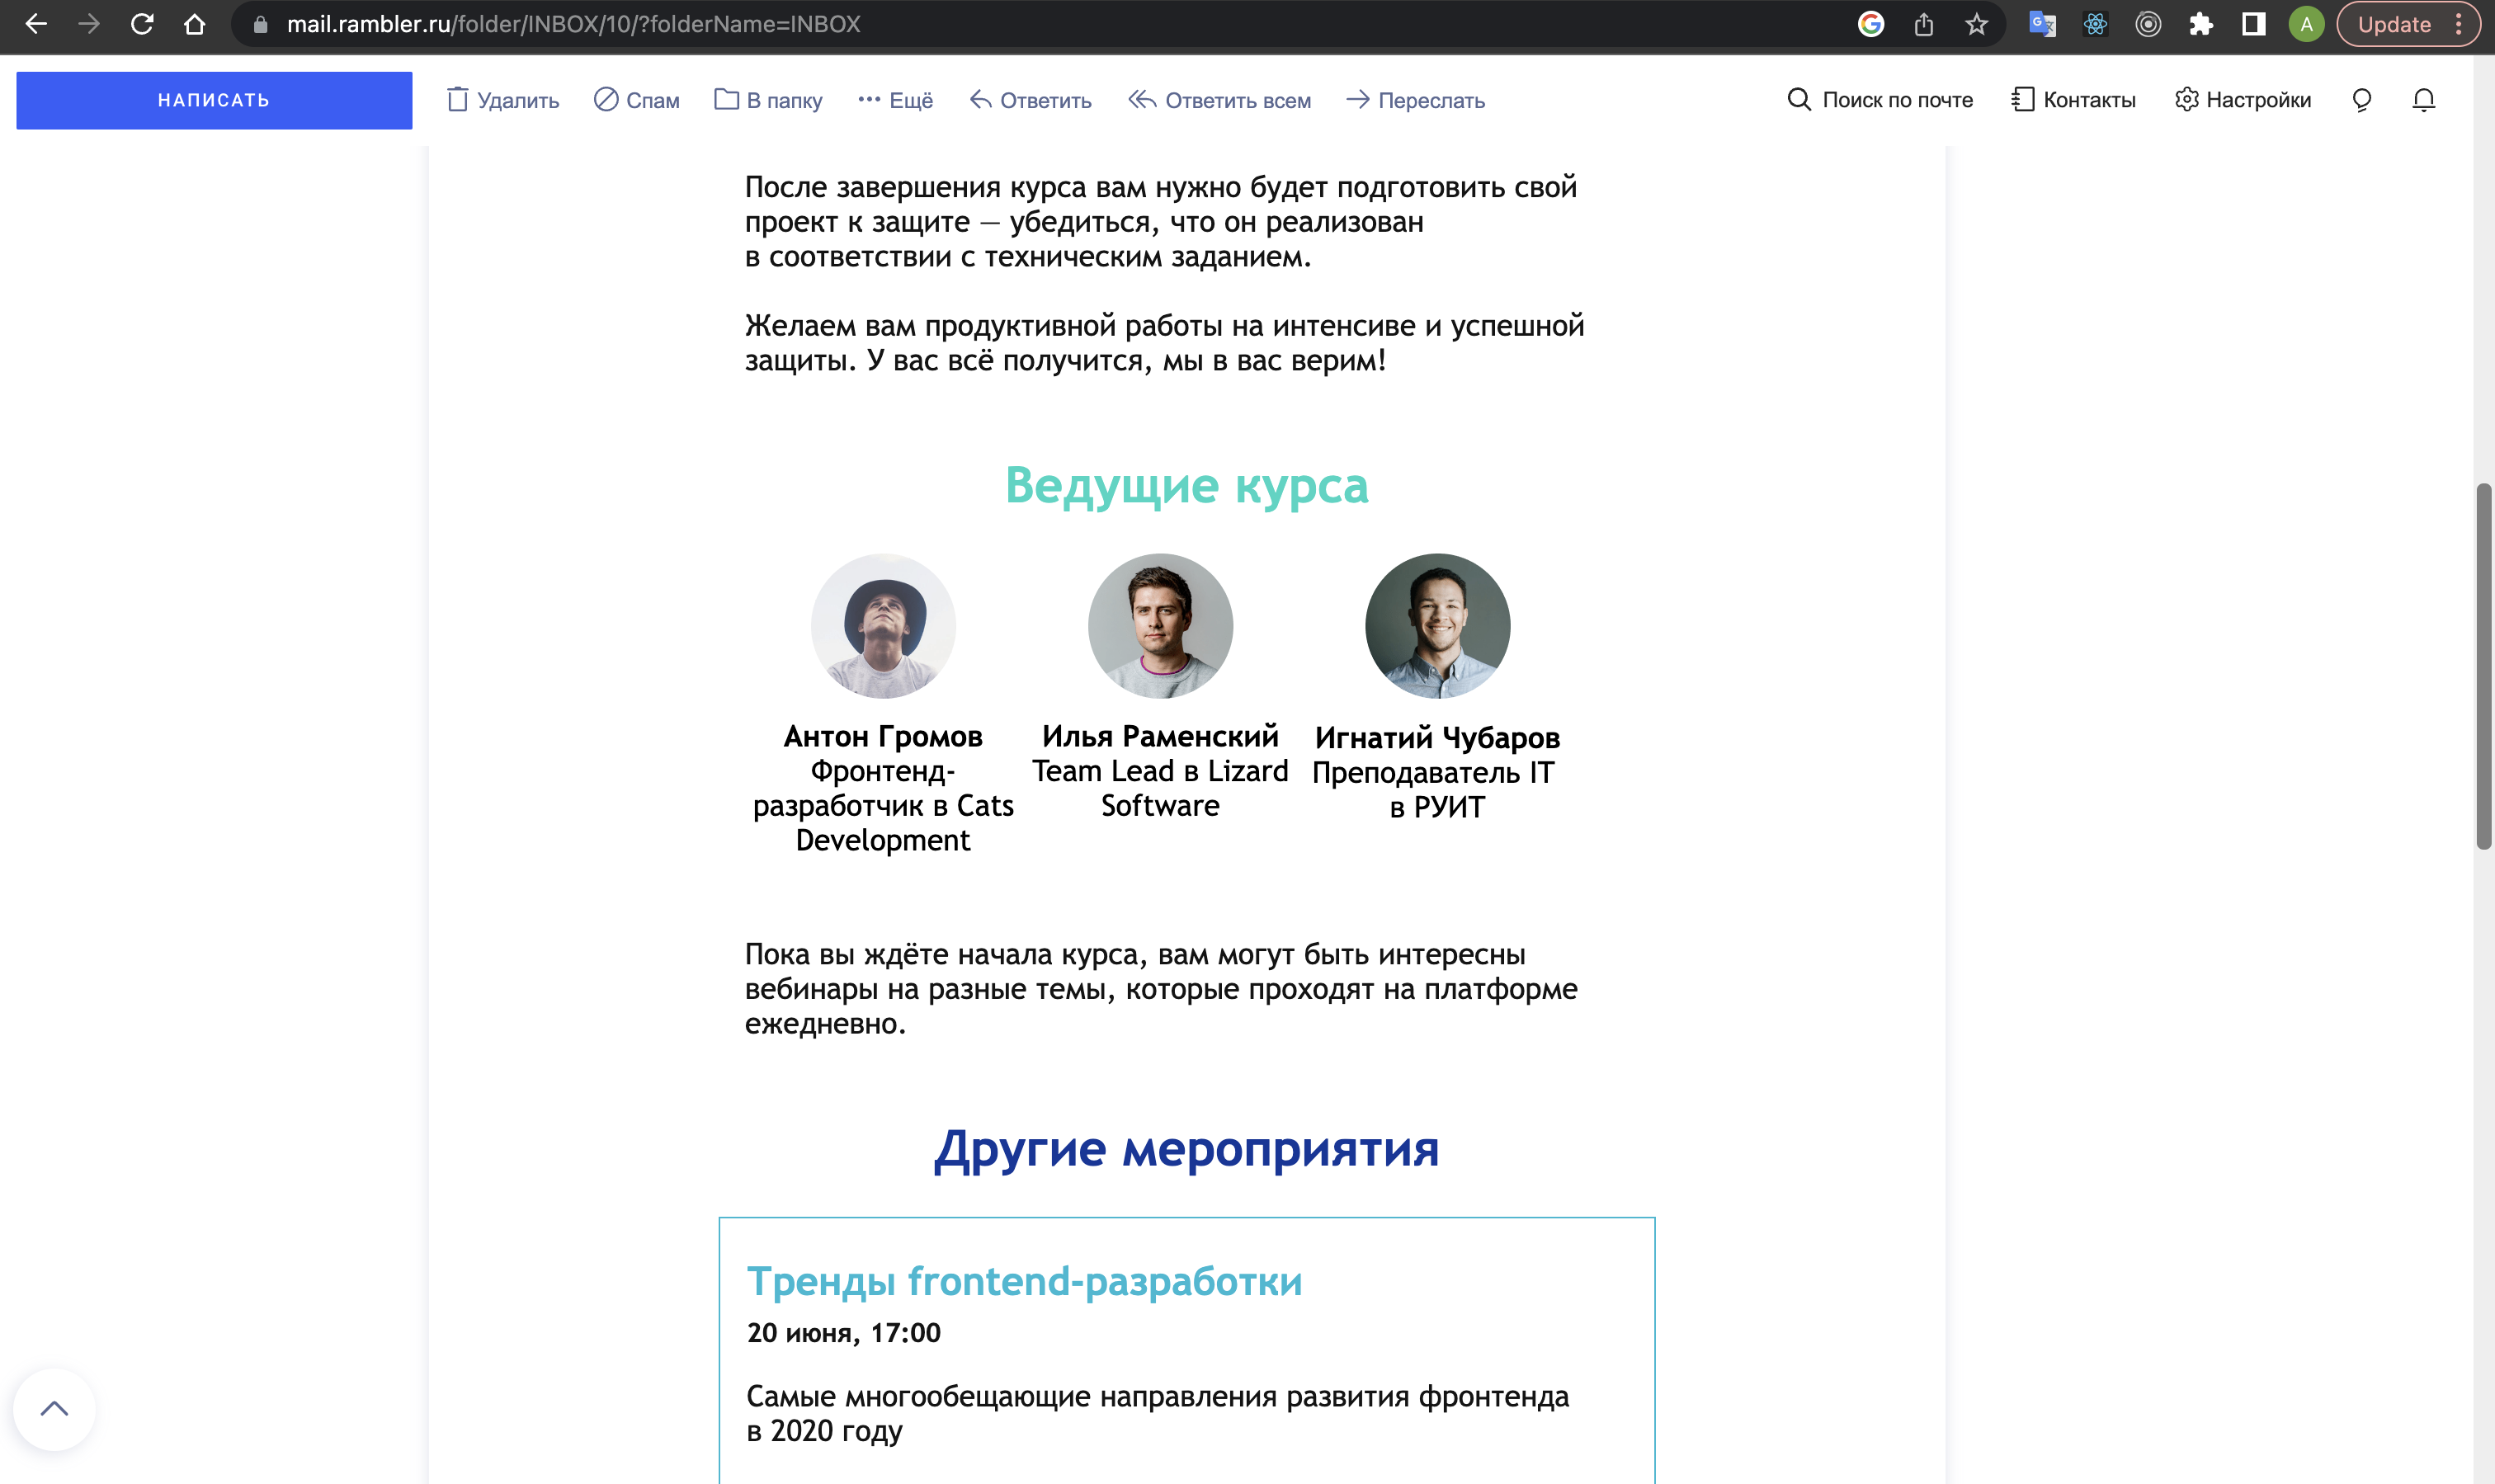 mail.rambler.ru/folder/INBOX/10/?folderName=INBOX
A
Update
НАПИСАТЬ
Удалить
Спам
В папку
Ещё
Ответить
Ответить всем
Переслать
Поиск по почте
Контакты
Настройки
После завершения курса вам нужно будет подготовить свой
проект к защите — убедиться, что он реализован
в соответствии с техническим заданием.
Желаем вам продуктивной работы на интенсиве и успешной
защиты. У вас всё получится, мы в вас верим!
Ведущие курса
Антон Громов
Фронтенд-
разработчик в Cats
Development
Илья Раменский
Team Lead в Lizard
Software
Игнатий Чубаров
Преподаватель IT
в РУИТ
Пока вы ждёте начала курса, вам могут быть интересны
вебинары на разные темы, которые проходят на платформе
ежедневно.
Другие мероприятия
Тренды frontend-разработки
20 июня, 17:00
Самые многообещающие направления развития фронтенда
в 2020 году